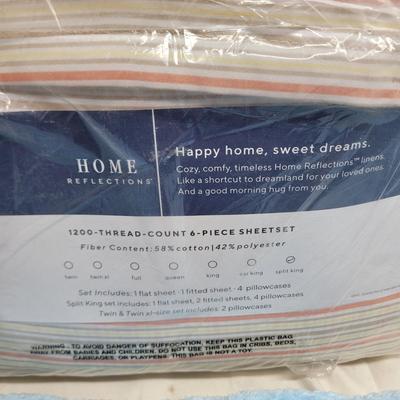 HOME
REFLECTIONS
Happy home, sweet dreams.
Cozy, comfy, timeless Home Reflections™ linens.
Like a shortcut to dreamland for your loved ones.
And a good morning hug from you.
1200-THREAD-COUNT 6-PIECE SHEETSET
Fiber Content: 58% cotton|42% polyester
twin twin xl full queen king cal king split king
Set Includes: 1 flat sheet · 1 fitted sheet · 4 pillowcases
Split King set includes: 1 flat sheet, 2 fitted sheets, 4 pillowcases
Twin & Twin xl-size set includes: 2 pillowcases
WARNING - TO AVOID DANGER OF SUFFOCATION, KEEP THIS PLASTIC BAG
AWAY FROM BABIES AND CHILDREN. DO NOT USE THIS BAG IN CRIBS, BEDS,
CARRIAGES, OR PLAYPENS. THIS BAG IS NOT A TOY.